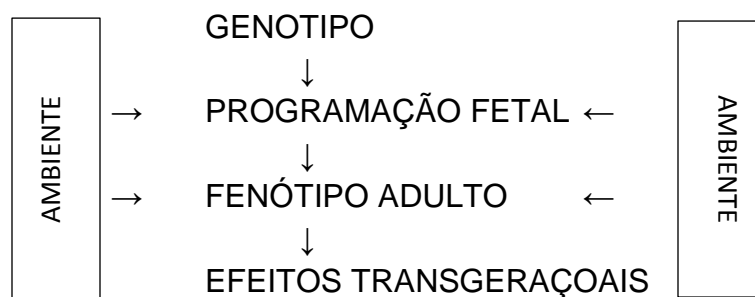 GENOTIPO
↓
AMBIENTE → PROGRAMAÇÃO FETAL ← AMBIENTE
↓
→ FENÓTIPO ADULTO ←
↓
EFEITOS TRANSGERAÇOAIS